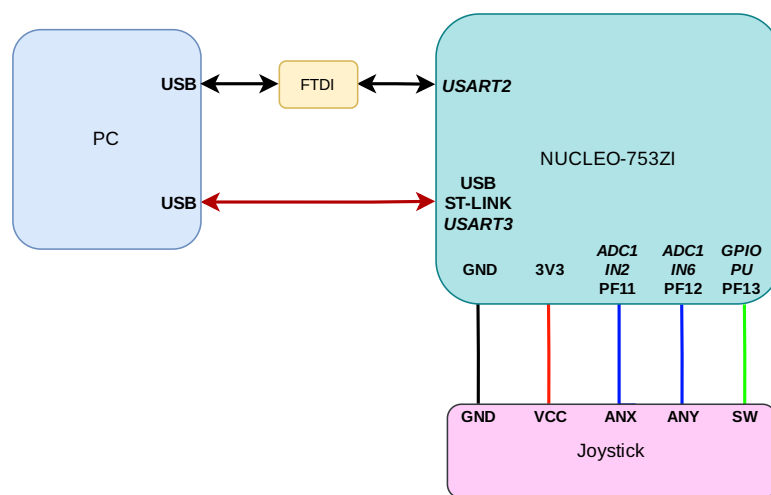 USB
FTDI
USART2
PC
NUCLEO-753ZI
USB
USB
ST-LINK
USART3
GND
3V3
ADC1
IN2
PF11
ADC1
IN6
PF12
GPIO
PU
PF13
GND
VCC
ANX
ANY
SW
Joystick